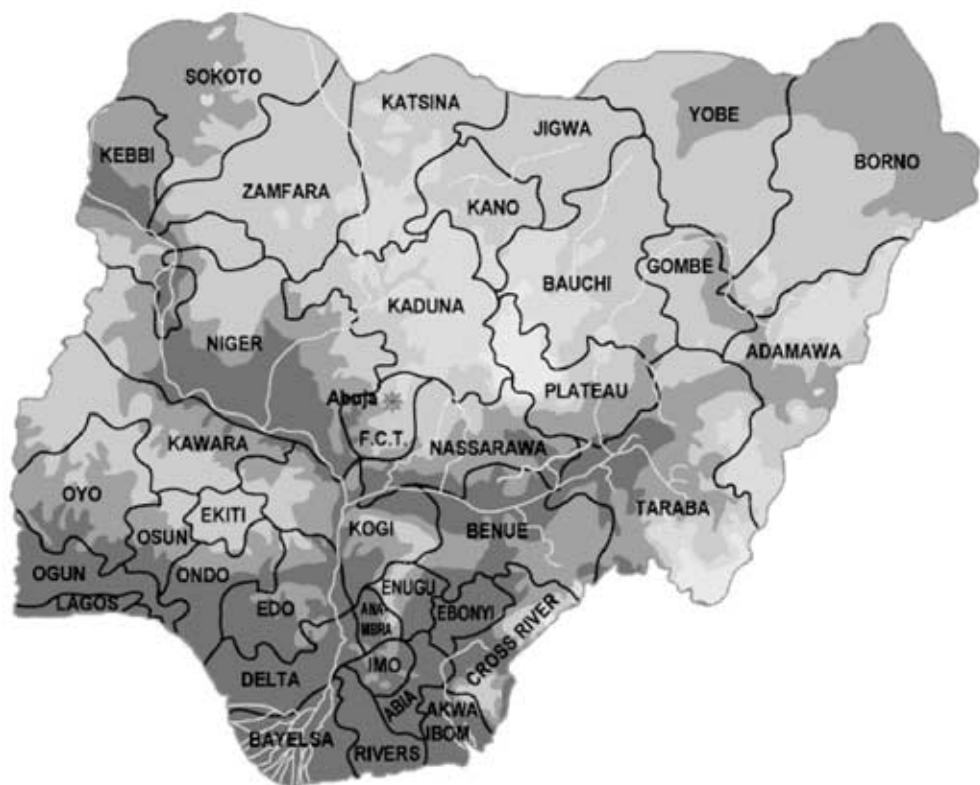 SOKOTO
KATSINA
JIGWA
YOBE
KEBBI
BORNO
ZAMFARA
KANO
GOMBE
BAUCHI
KADUNA
NIGER
ADAMAWA
PLATEAU
Abuja
F.C.T.
NASSARAWA
KAWARA
OYO
TARABA
EKITI
KOGI
BENUE
OSUN
OGUN
ONDO
ENUGU
LAGOS
EDO
ANA-
MBRA
EBONYI
CROSS RIVER
IMO
DELTA
ABIA
AKWA
IBOM
BAYELSA
RIVERS